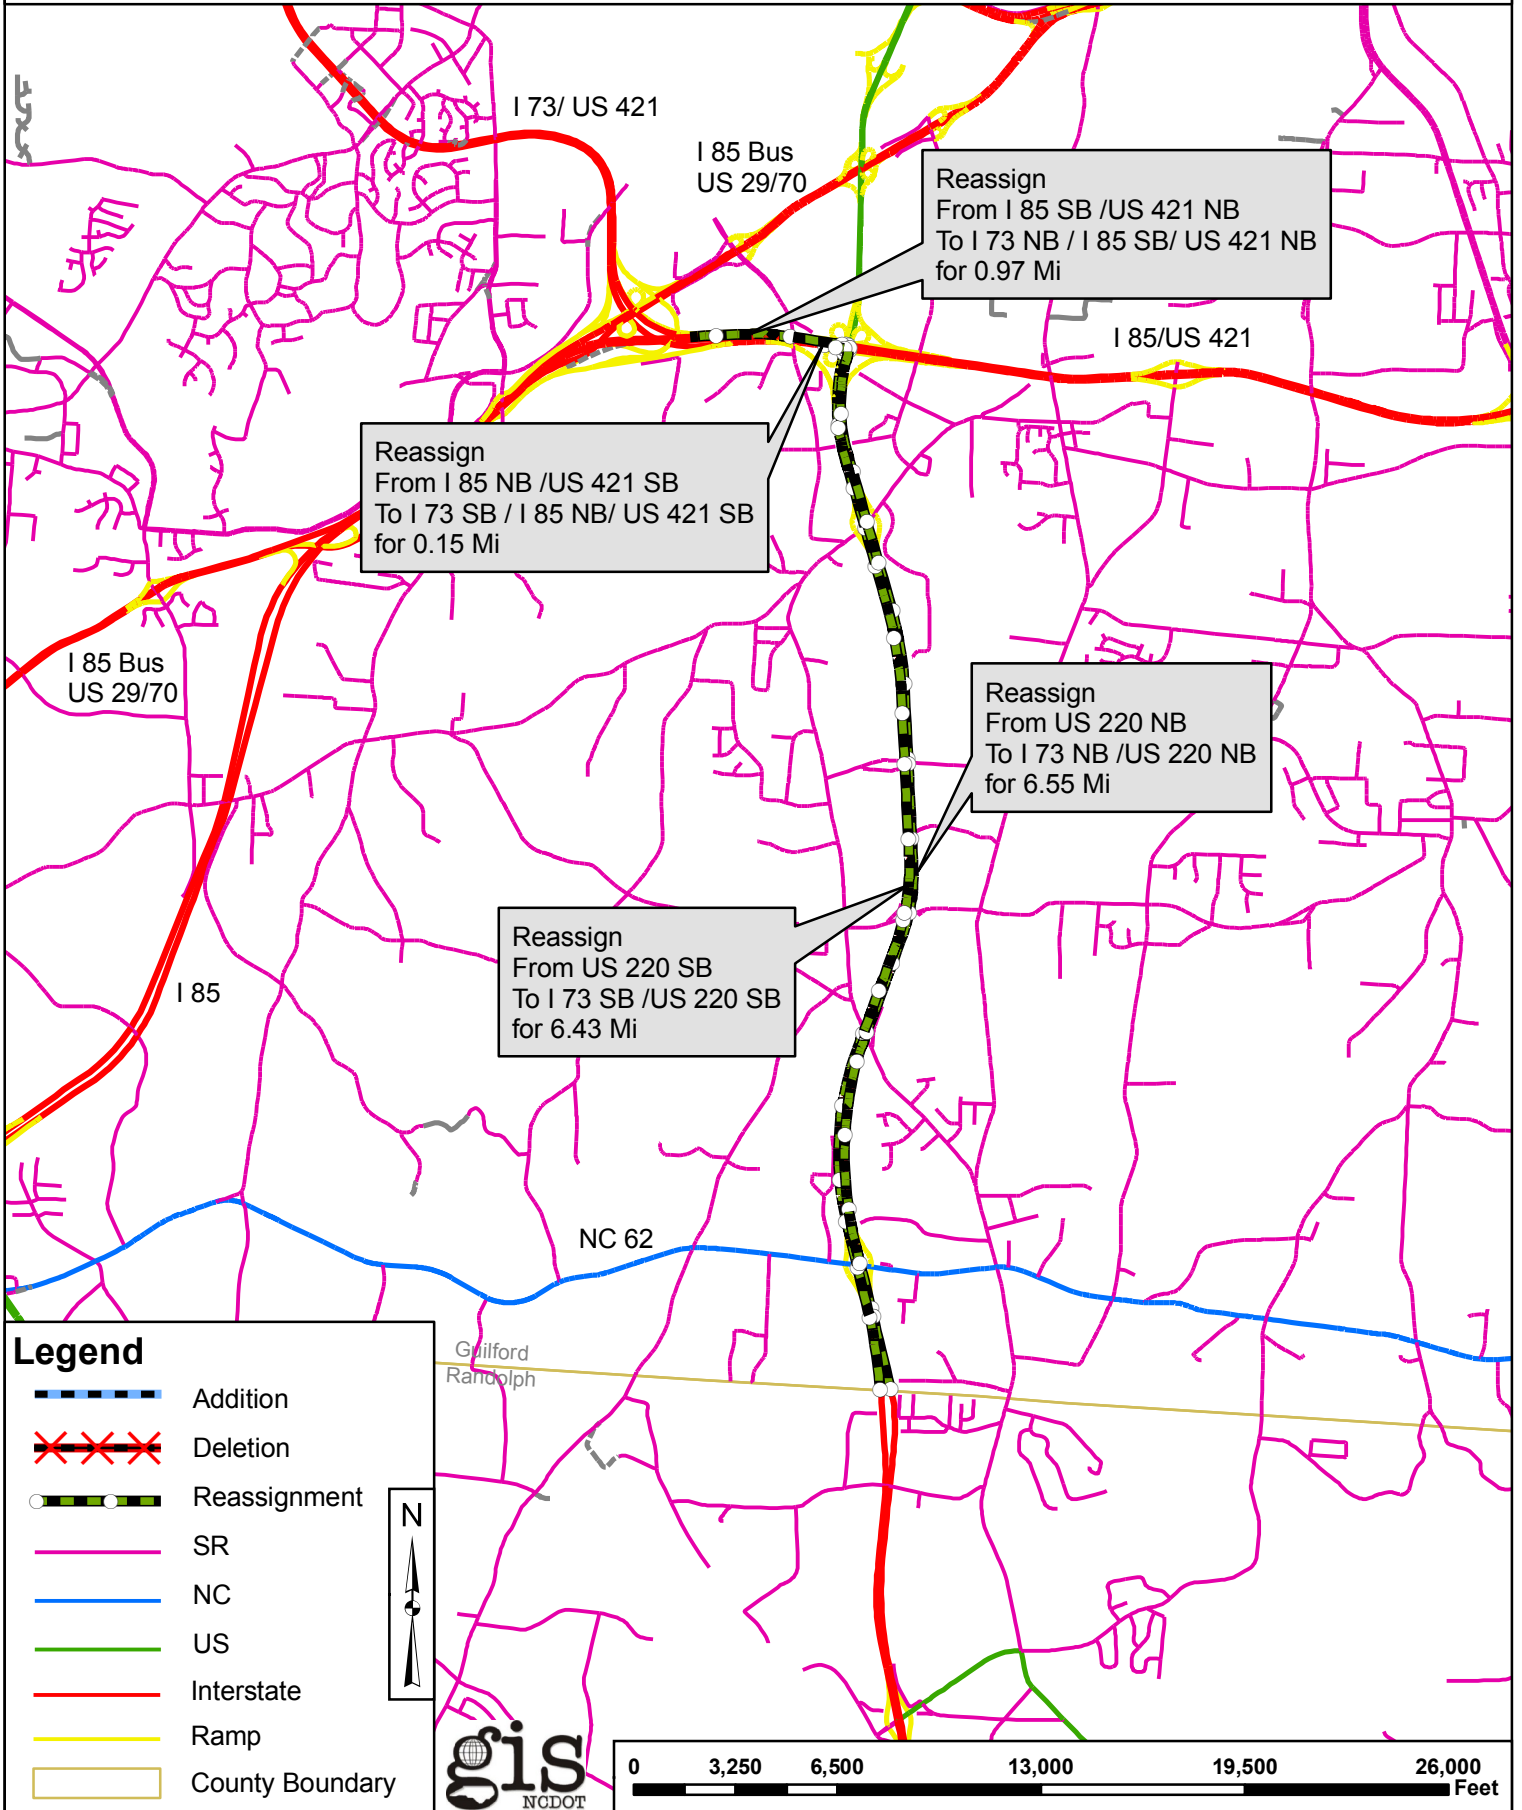 I 73/ US 421
I 85 Bus
US 29/70
Reassign
From I 85 SB /US 421 NB
To I 73 NB / I 85 SB/ US 421 NB
for 0.97 Mi
I 85/US 421
Reassign
From I 85 NB /US 421 SB
To I 73 SB / I 85 NB/ US 421 SB
for 0.15 Mi
I 85 Bus
US 29/70
Reassign
From US 220 NB
To I 73 NB /US 220 NB
for 6.55 Mi
Reassign
From US 220 SB
To I 73 SB /US 220 SB
for 6.43 Mi
I 85
NC 62
Guilford
Randolph
Legend
Addition
Deletion
Reassignment
SR
NC
US
Interstate
Ramp
County Boundary
N
gis
NCDOT
0 3,250 6,500 13,000 19,500 26,000
Feet